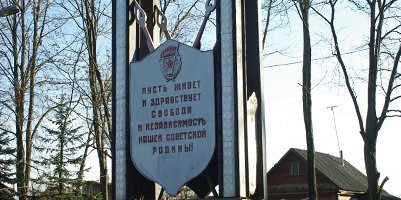 ПУСТЬ ЖИВЕТ
И ЗДРАВСТВУЕТ
СВОБОДА
И НЕЗАВИСИМОСТЬ
НАШЕЙ СОВЕТСКОЙ
РОДИНЫ!